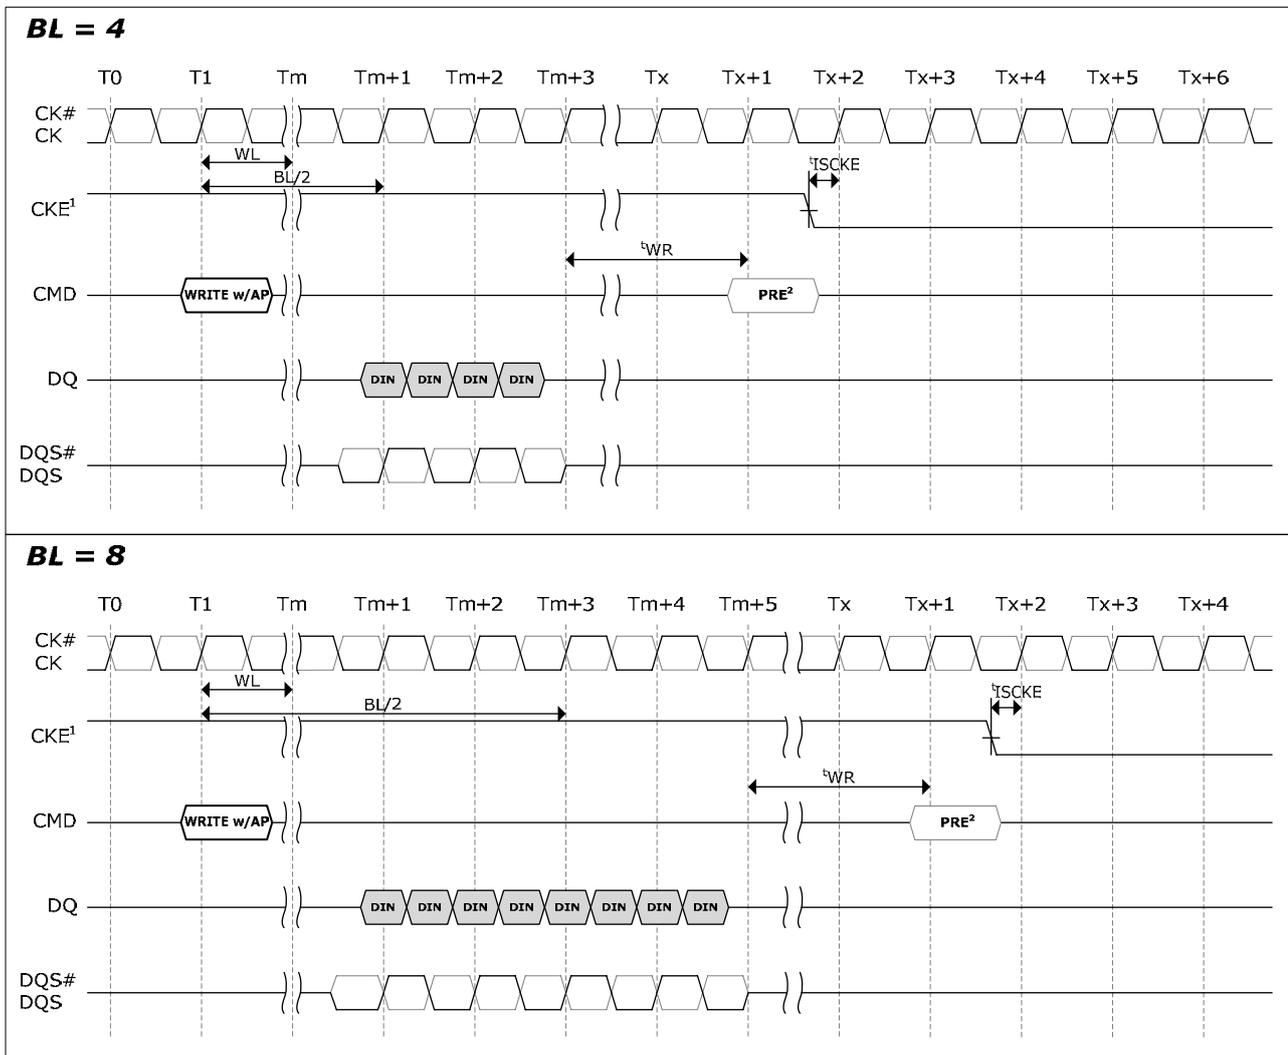 BL = 4
T0 T1 Tm Tm+1 Tm+2 Tm+3 Tx Tx+1 Tx+2 Tx+3 Tx+4 Tx+5 Tx+6
CK#
CK
WL
tISCKE
BL/2
CKE1
tWR
CMD WRITE w/AP PRE2
DQ DIN DIN DIN DIN
DQS#
DQS
BL = 8
T0 T1 Tm Tm+1 Tm+2 Tm+3 Tm+4 Tm+5 Tx Tx+1 Tx+2 Tx+3 Tx+4
CK#
CK
WL
tISCKE
BL/2
CKE1
tWR
CMD WRITE w/AP PRE2
DQ DIN DIN DIN DIN DIN DIN DIN DIN
DQS#
DQS